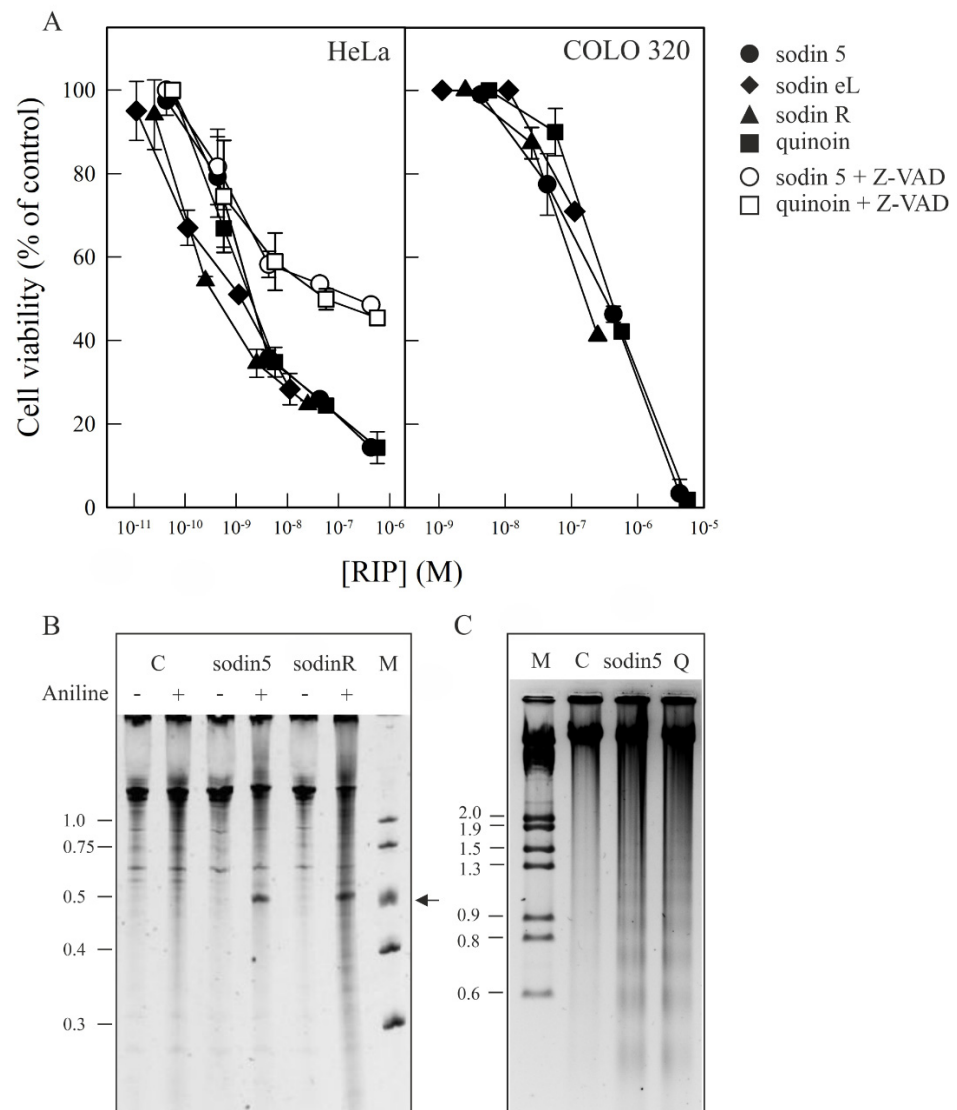 A
HeLa
COLO 320
sodin 5
sodin eL
sodin R
quinoin
sodin 5 + Z-VAD
quinoin + Z-VAD
Cell viability (% of control)
100
80
60
40
20
0
10⁻¹¹ 10⁻¹⁰ 10⁻⁹ 10⁻⁸ 10⁻⁷ 10⁻⁶
10⁻⁹ 10⁻⁸ 10⁻⁷ 10⁻⁶ 10⁻⁵
[RIP] (M)
B
C sodin5 sodinR M
Aniline - + - + - +
1.0
0.75
0.5
0.4
0.3
C
M C sodin5 Q
2.0
1.9
1.5
1.3
0.9
0.8
0.6